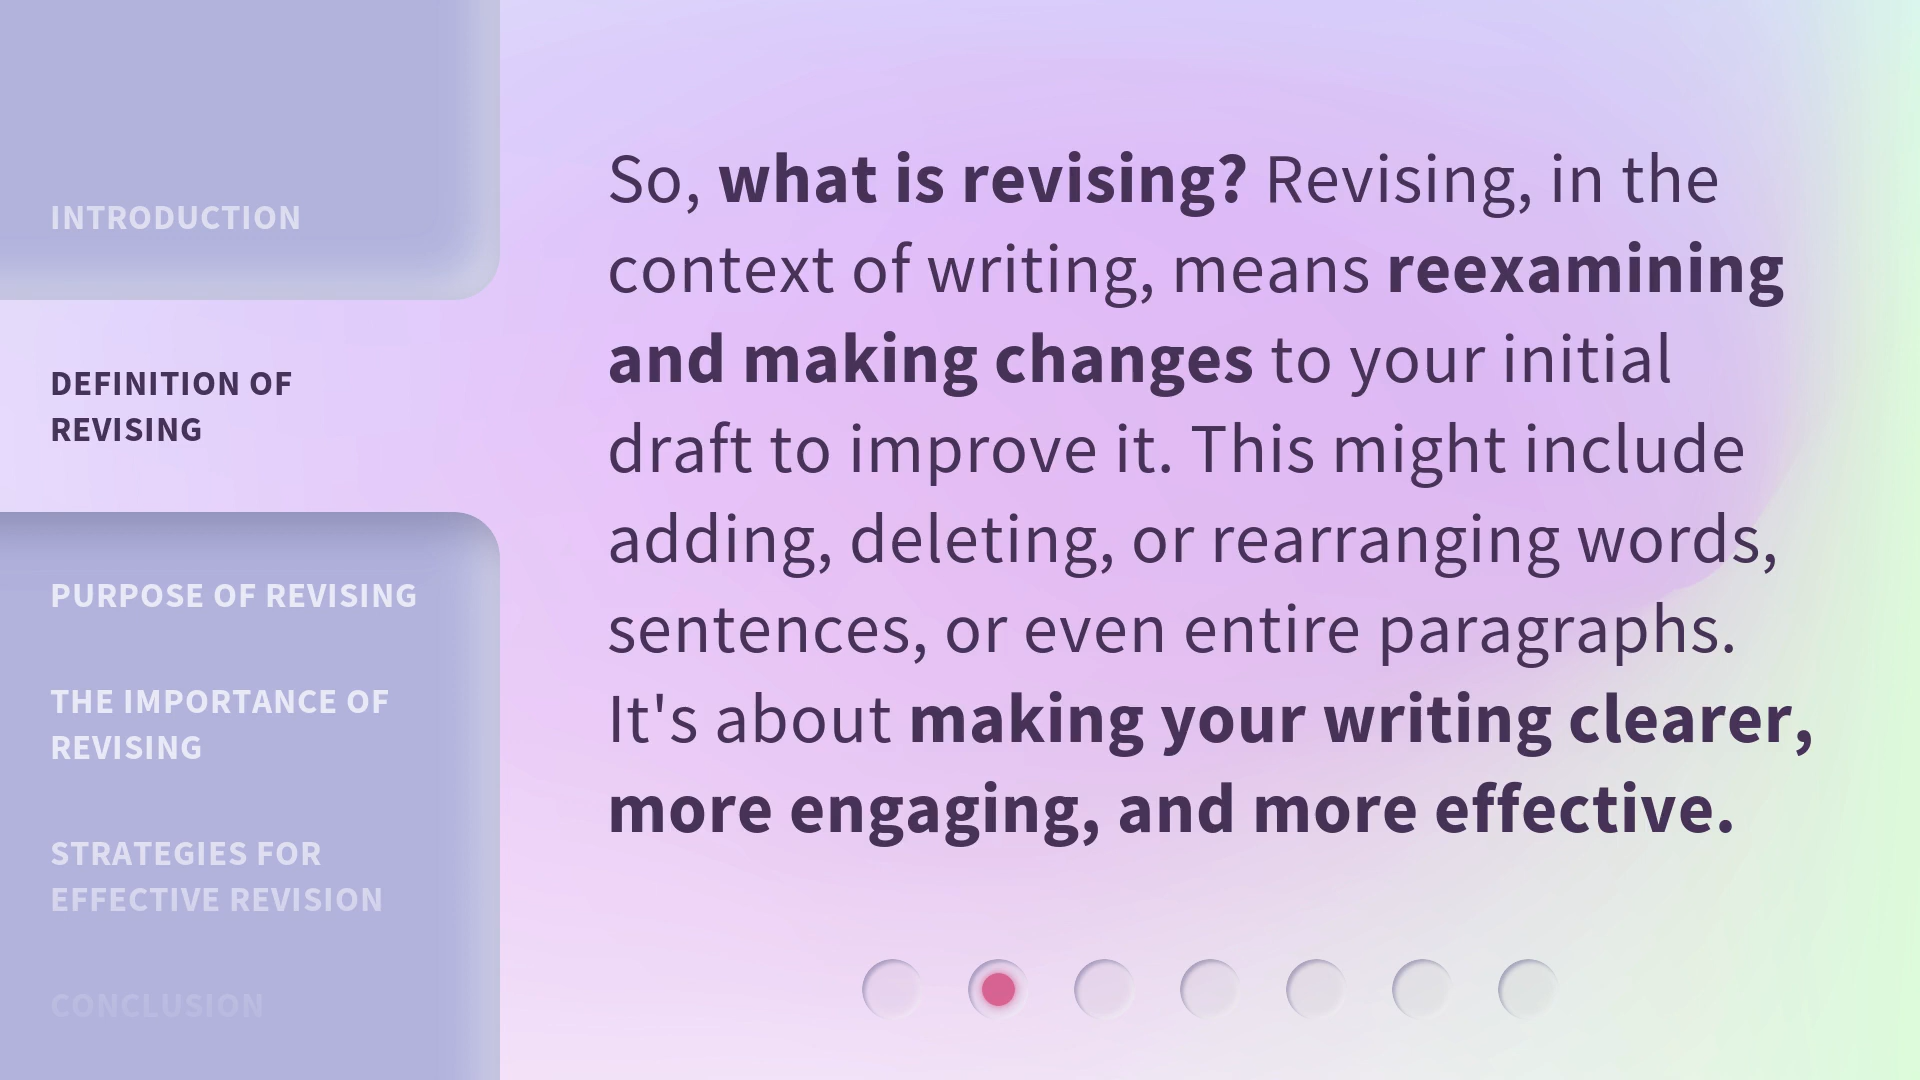 INTRODUCTION
DEFINITION OF
REVISING
PURPOSE OF REVISING
THE IMPORTANCE OF
REVISING
STRATEGIES FOR
EFFECTIVE REVISION
CONCLUSION
So, what is revising? Revising, in the
context of writing, means reexamining
and making changes to your initial
draft to improve it. This might include
adding, deleting, or rearranging words,
sentences, or even entire paragraphs.
It's about making your writing clearer,
more engaging, and more effective.